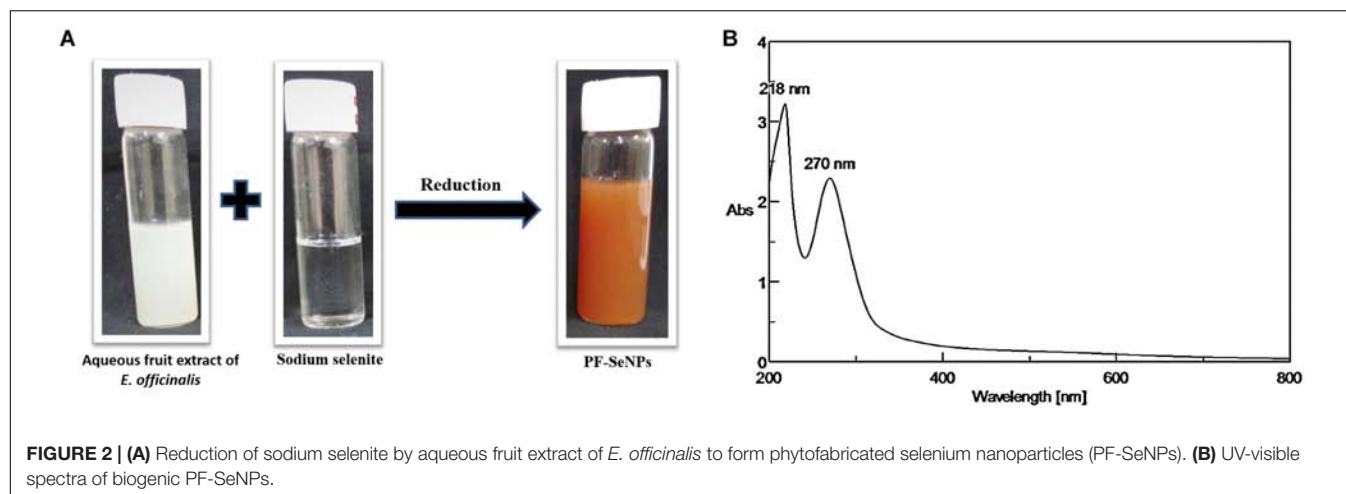 A
B
Reduction
Aqueous fruit extract of
E. officinalis
Sodium selenite
PF-SeNPs
4
218 nm
3
270 nm
2
Abs
1
0
200
400
600
800
Wavelength [nm]
FIGURE 2 | (A) Reduction of sodium selenite by aqueous fruit extract of E. officinalis to form phytofabricated selenium nanoparticles (PF-SeNPs). (B) UV-visible
spectra of biogenic PF-SeNPs.